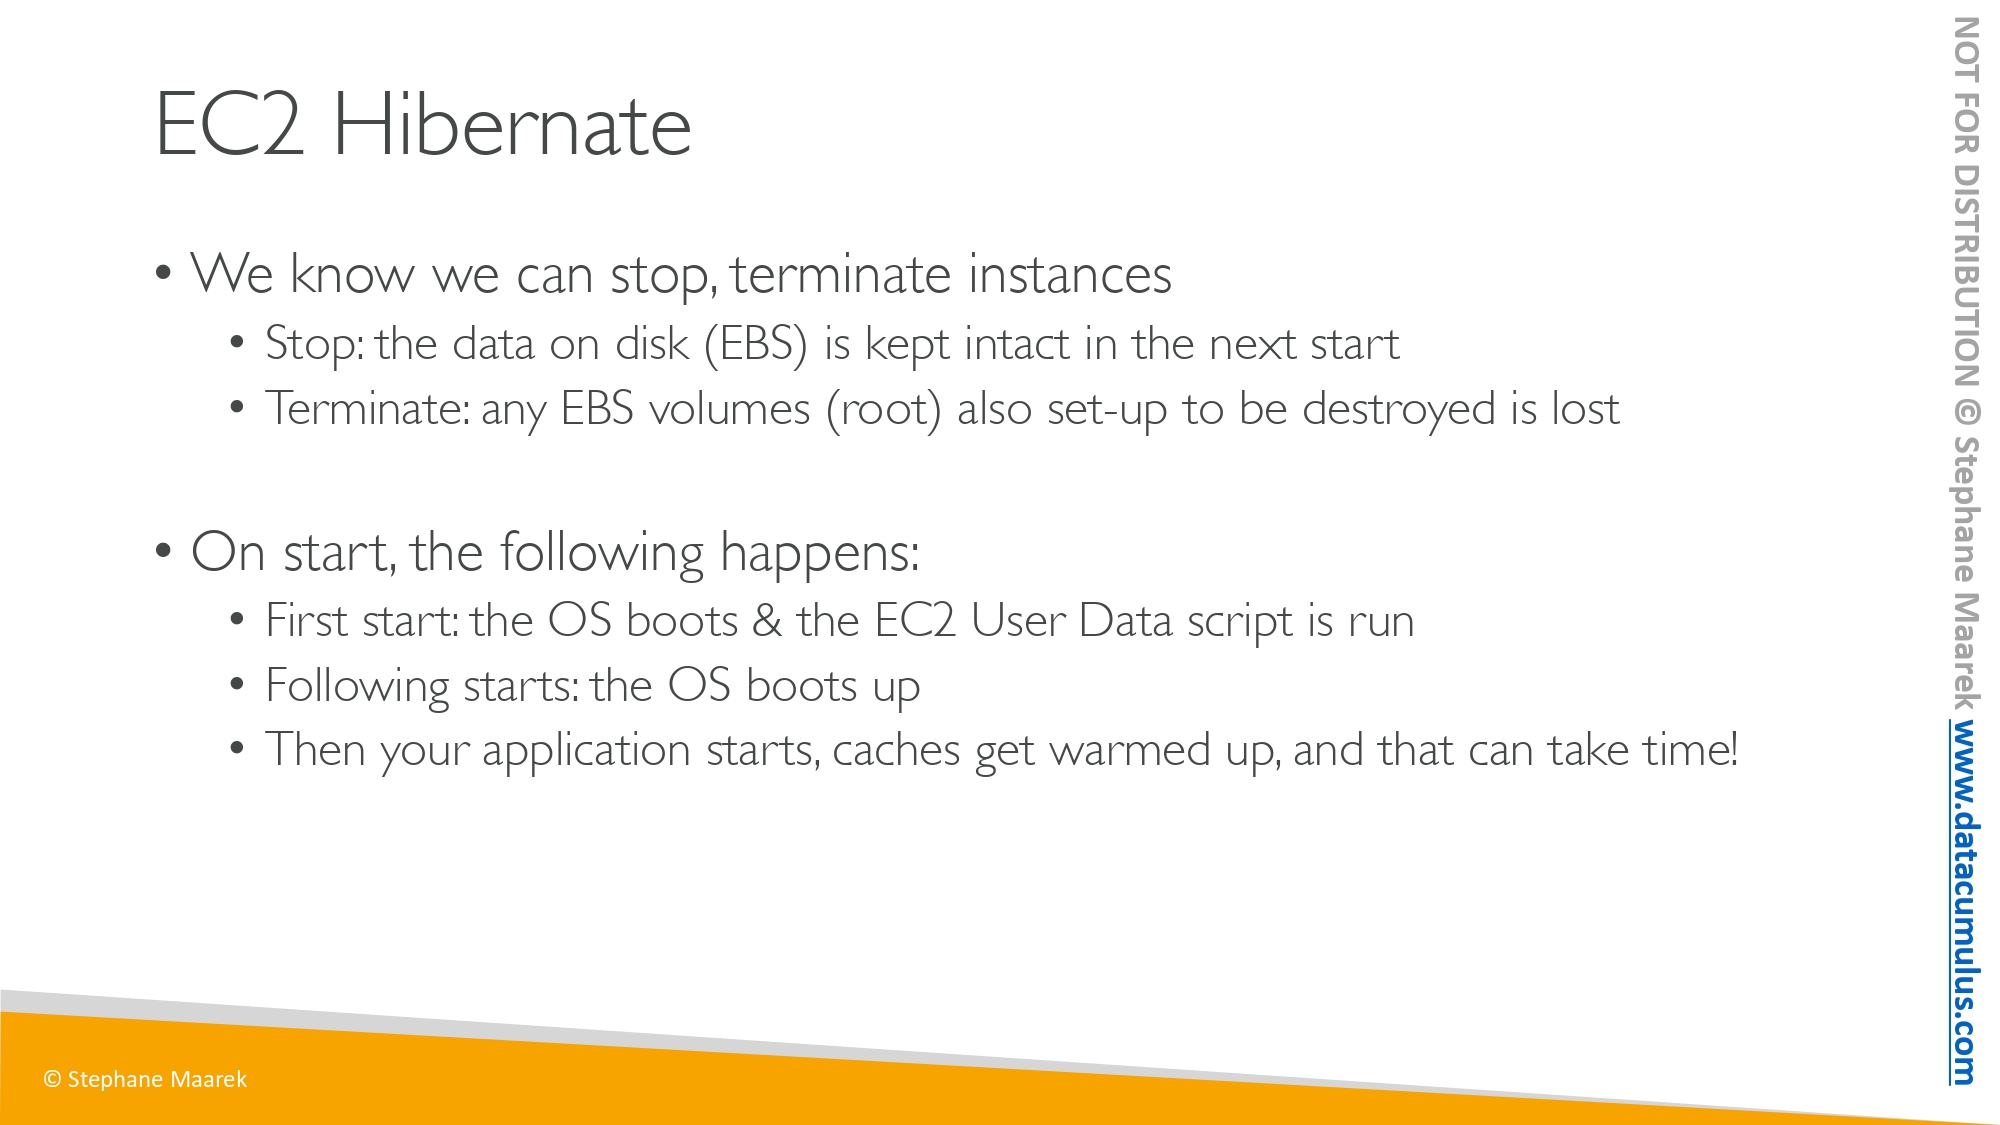 EC2 Hibernate
• We know we can stop, terminate instances
• Stop: the data on disk (EBS) is kept intact in the next start
• Terminate: any EBS volumes (root) also set-up to be destroyed is lost
• On start, the following happens:
• First start: the OS boots & the EC2 User Data script is run
• Following starts: the OS boots up
• Then your application starts, caches get warmed up, and that can take time!
© Stephane Maarek
NOT FOR DISTRIBUTION © Stephane Maarek www.datacumulus.com